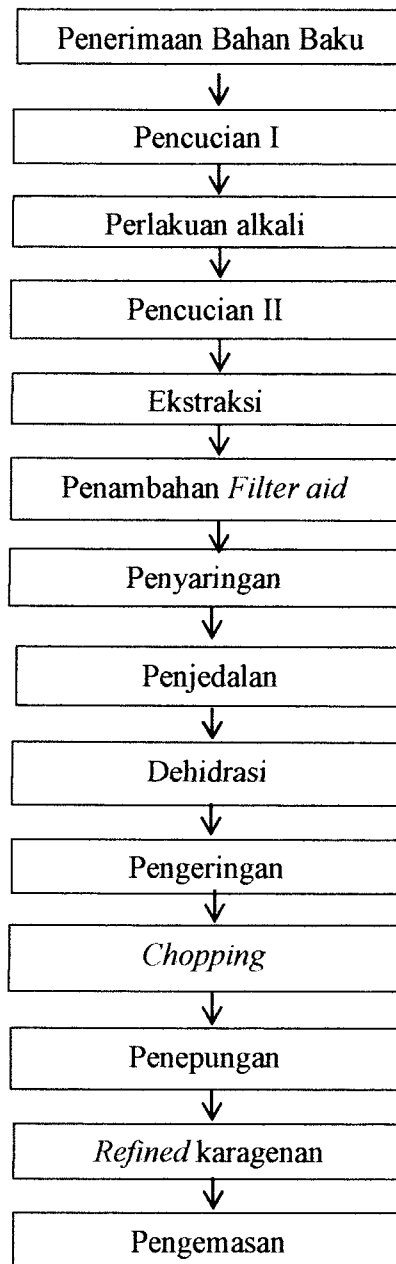 Penerimaan Bahan Baku
Pencucian I
Perlakuan alkali
Pencucian II
Ekstraksi
Penambahan Filter aid
Penyaringan
Penjedalan
Dehidrasi
Pengeringan
Chopping
Penepungan
Refined karagenan
Pengemasan